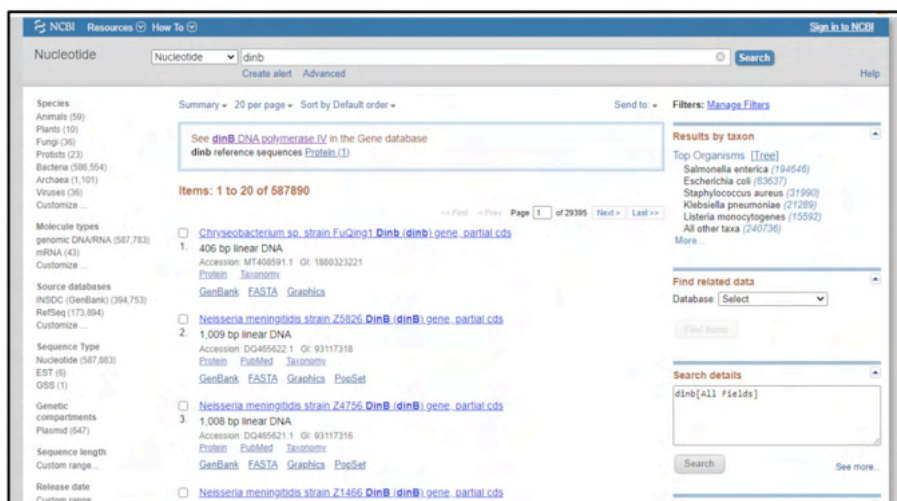 NCBI Resources How To Sign in to NCBI
Nucleotide Nucleotide dinb Search
Create alert Advanced Help
Species
Animals (59)
Plants (10)
Fungi (36)
Protists (23)
Bacteria (586,554)
Archaea (1,101)
Viruses (36)
Customize ...
Molecule types
genomic DNA/RNA (587,783)
mRNA (43)
Customize ...
Source databases
INSDC (GenBank) (394,753)
RefSeq (173,894)
Customize ...
Sequence Type
Nucleotide (587,883)
EST (6)
GSS (1)
Genetic
compartments
Plasmid (647)
Sequence length
Custom range...
Release date
Custom range...
Summary 20 per page Sort by Default order Send to:
See dinB DNA polymerase IV in the Gene database
dinb reference sequences Protein (1)
Items: 1 to 20 of 587890
<< First < Prev Page 1 of 29395 Next > Last >>
Chryseobacterium sp. strain FuQing1 Dinb (dinb) gene, partial cds
1. 406 bp linear DNA
Accession: MT408591.1 GI: 1880323221
Protein Taxonomy
GenBank FASTA Graphics
Neisseria meningitidis strain Z5826 DinB (dinB) gene, partial cds
2. 1,009 bp linear DNA
Accession: DQ465622.1 GI: 93117318
Protein PubMed Taxonomy
GenBank FASTA Graphics PopSet
Neisseria meningitidis strain Z4756 DinB (dinB) gene, partial cds
3. 1,008 bp linear DNA
Accession: DQ465621.1 GI: 93117316
Protein PubMed Taxonomy
GenBank FASTA Graphics PopSet
Neisseria meningitidis strain Z1466 DinB (dinB) gene, partial cds
Filters: Manage Filters
Results by taxon
Top Organisms [Tree]
Salmonella enterica (194646)
Escherichia coli (83637)
Staphylococcus aureus (31990)
Klebsiella pneumoniae (21289)
Listeria monocytogenes (15592)
All other taxa (240736)
More...
Find related data
Database: Select
Find items
Search details
dinb[All Fields]
Search See more...